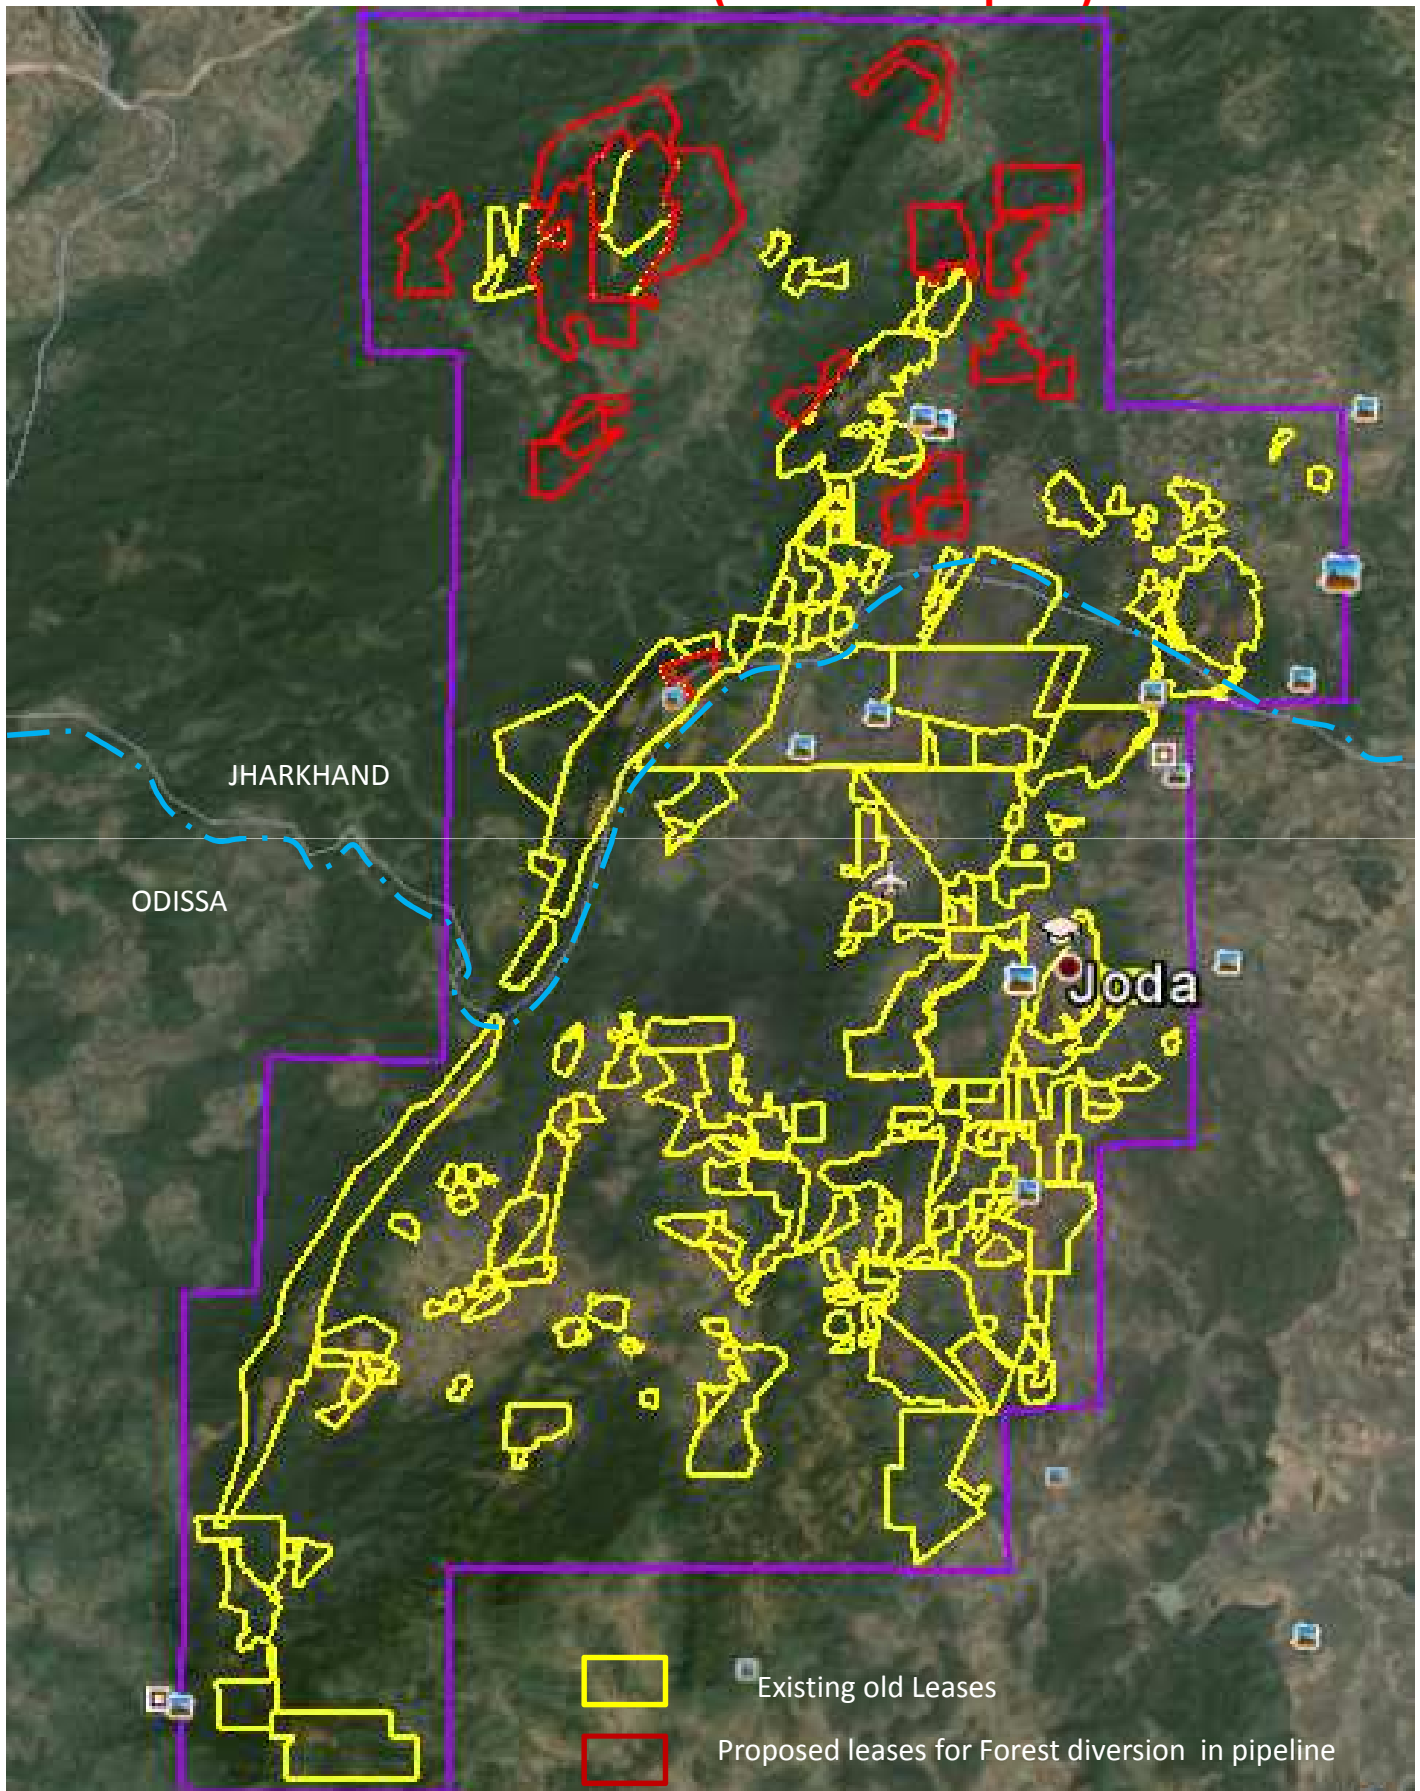 JHARKHAND
ODISSA
Joda
Existing old Leases
Proposed leases for Forest diversion in pipeline